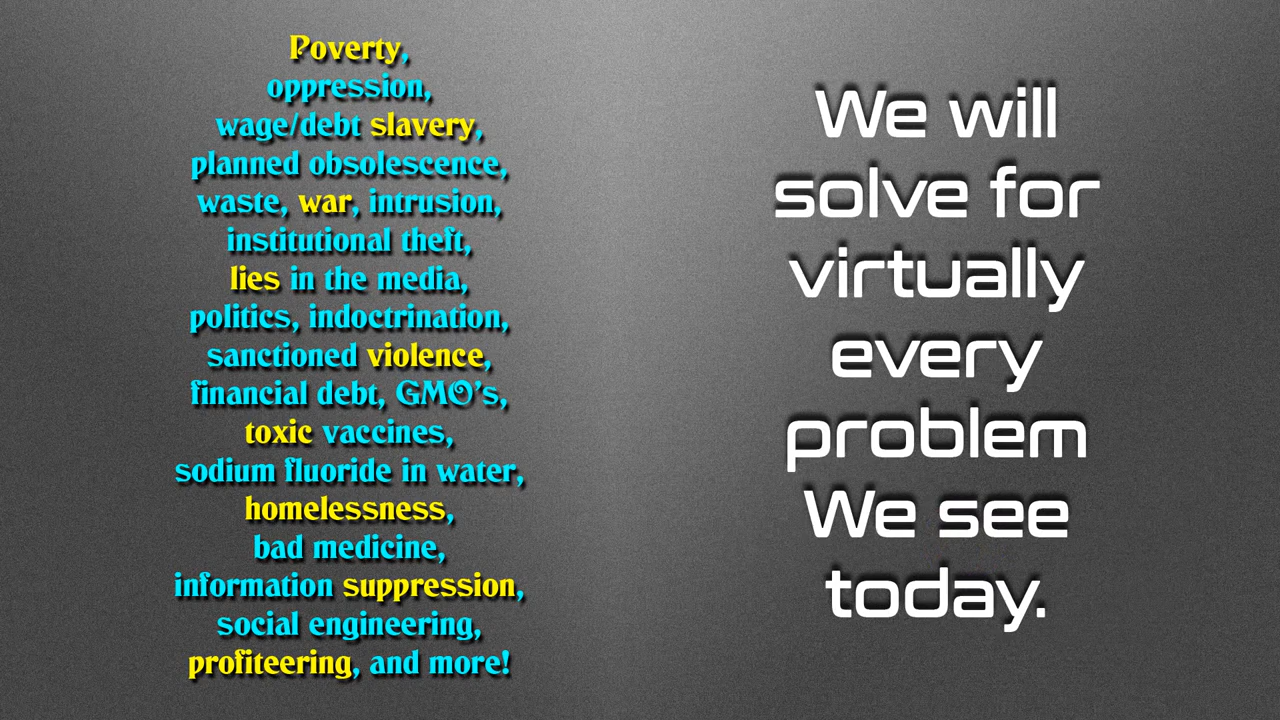 Poverty,
oppression,
wage/debt slavery,
planned obsolescence,
waste, war, intrusion,
institutional theft,
lies in the media,
politics, indoctrination,
sanctioned violence,
financial debt, GMO's,
toxic vaccines,
sodium fluoride in water,
homelessness,
bad medicine,
information suppression,
social engineering,
profiteering, and more!
We will
solve for
virtually
every
problem
We see
today.